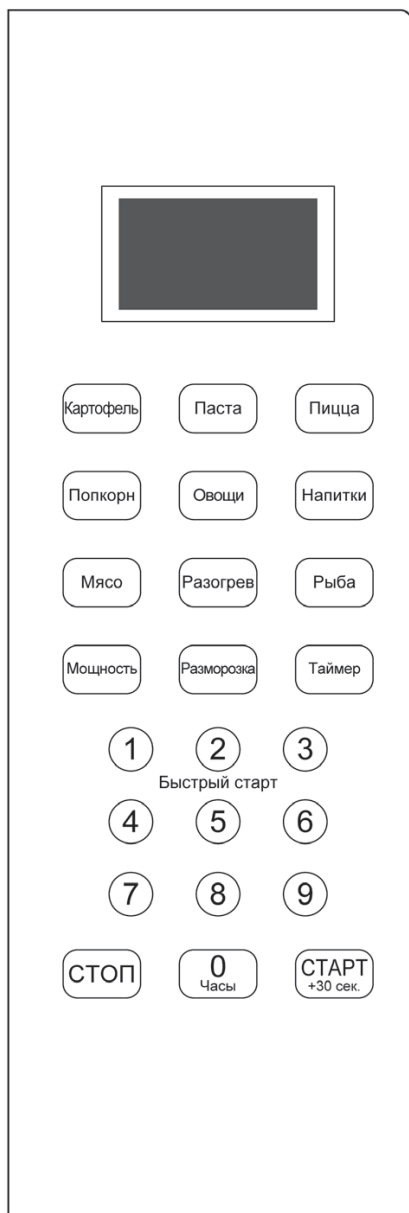 Картофель Паста Пицца
Попкорн Овощи Напитки
Мясо Разогрев Рыба
Мощность Разморозка Таймер
1 2 3
Быстрый старт
4 5 6
7 8 9
СТОП 0 СТАРТ
Часы +30 сек.